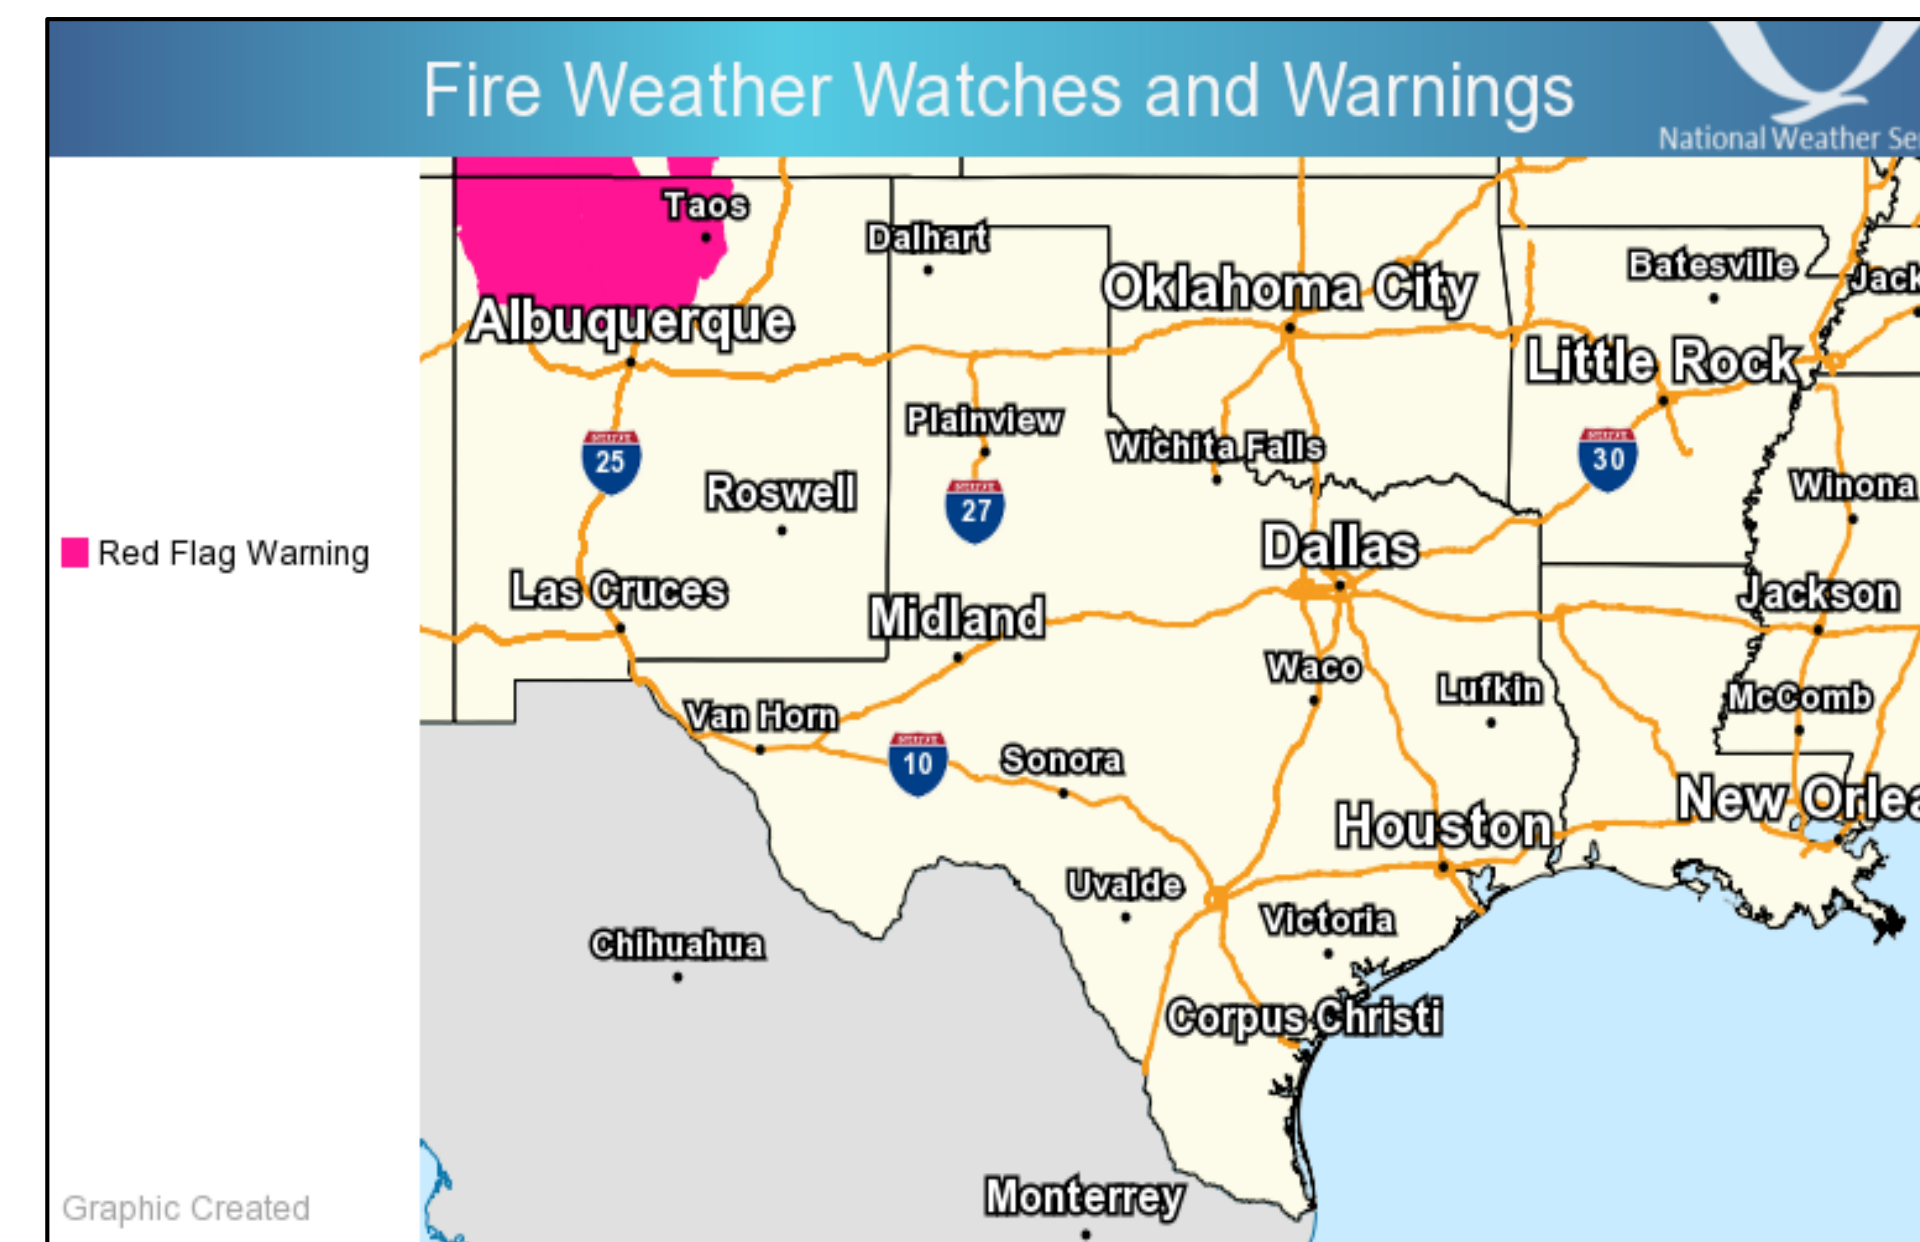 Fire Weather Watches and Warnings
National Weather Ser
Taos
Dalhart
Batesville
Jack
Oklahoma City
Albuquerque
Little Rock
Plainview
Wichita Falls
25
30
Winona
Roswell
27
Red Flag Warning
Dallas
Las Cruces
Jackson
Midland
Waco
Lufkin
McComb
Van Horn
10
Sonora
New Orlea
Houston
Uvalde
Victoria
Chihuahua
Corpus Christi
Monterrey
Graphic Created